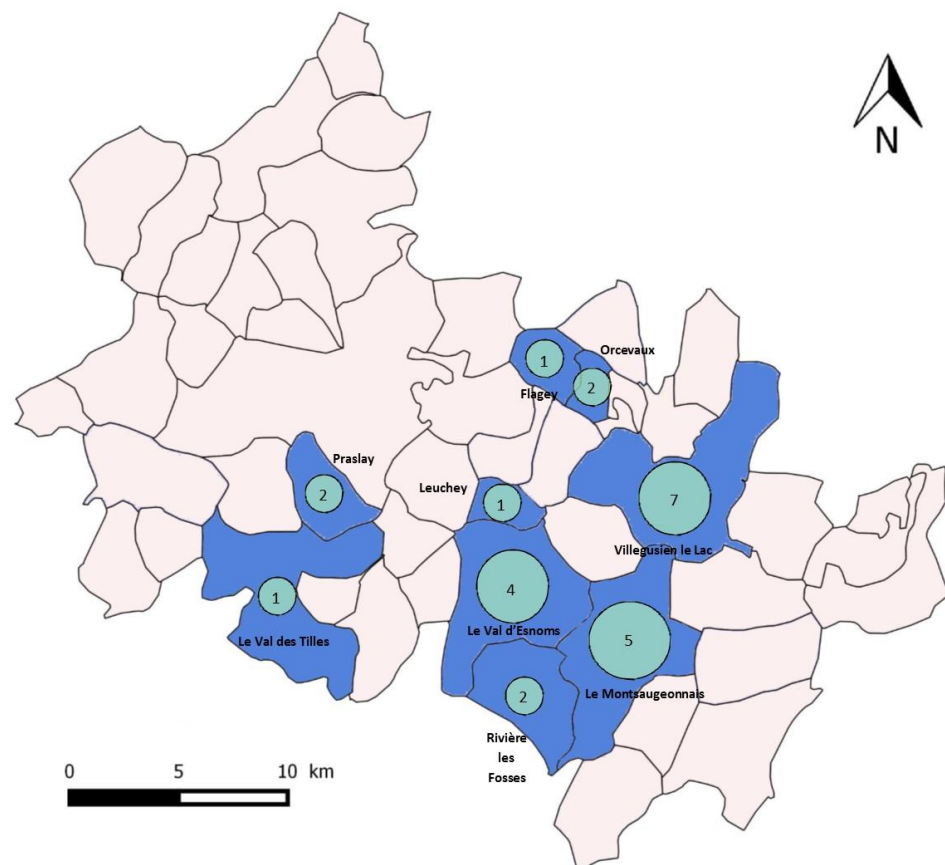 N
1
Orcevaux
2
Flagey
Praslay
2
Leuchey
1
7
Villegusien le Lac
4
1
Le Val d'Esnoms
Le Val des Tilles
5
Le Montsaugeonnais
2
Rivière
les
Fosses
0 5 10 km